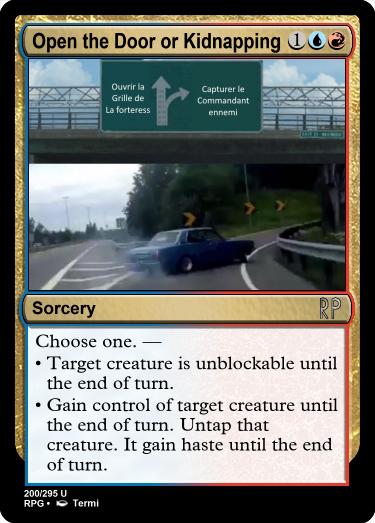 Open the Door or Kidnapping 1
Ouvrir la
Grille de
La forteress
Capturer le
Commandant
ennemi
Sorcery RP
Choose one. —
• Target creature is unblockable until
the end of turn.
• Gain control of target creature until
the end of turn. Untap that
creature. It gain haste until the end
of turn.
200/295 U
RPG • Termi